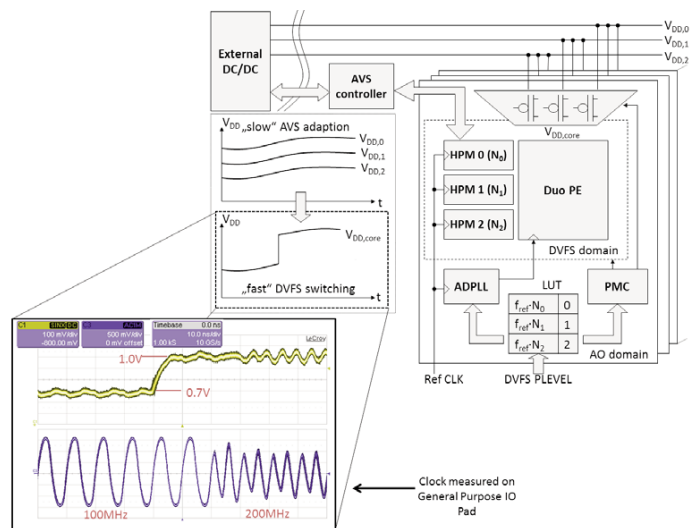 External
DC/DC
V_DD,0
V_DD,1
V_DD,2
AVS
controller
V_DD,core
V_DD „slow“ AVS adaption
V_DD,0
V_DD,1
V_DD,2
t
V_DD
V_DD,core
„fast“ DVFS switching
t
HPM 0 (N_0)
HPM 1 (N_1)
HPM 2 (N_2)
Duo PE
DVFS domain
ADPLL
LUT
PMC
f_ref·N_0 0
f_ref·N_1 1
f_ref·N_2 2
AO domain
Ref CLK
DVFS PLEVEL
C1
100 mV/div
-600.00 mV
500 mV/div
0 mV offset
Timebase 0.0 ns
10.0 ns/div
1.00 kS 10 GS/s
LeCroy
1.0V
0.7V
100MHz
200MHz
Clock measured on
General Purpose IO
Pad